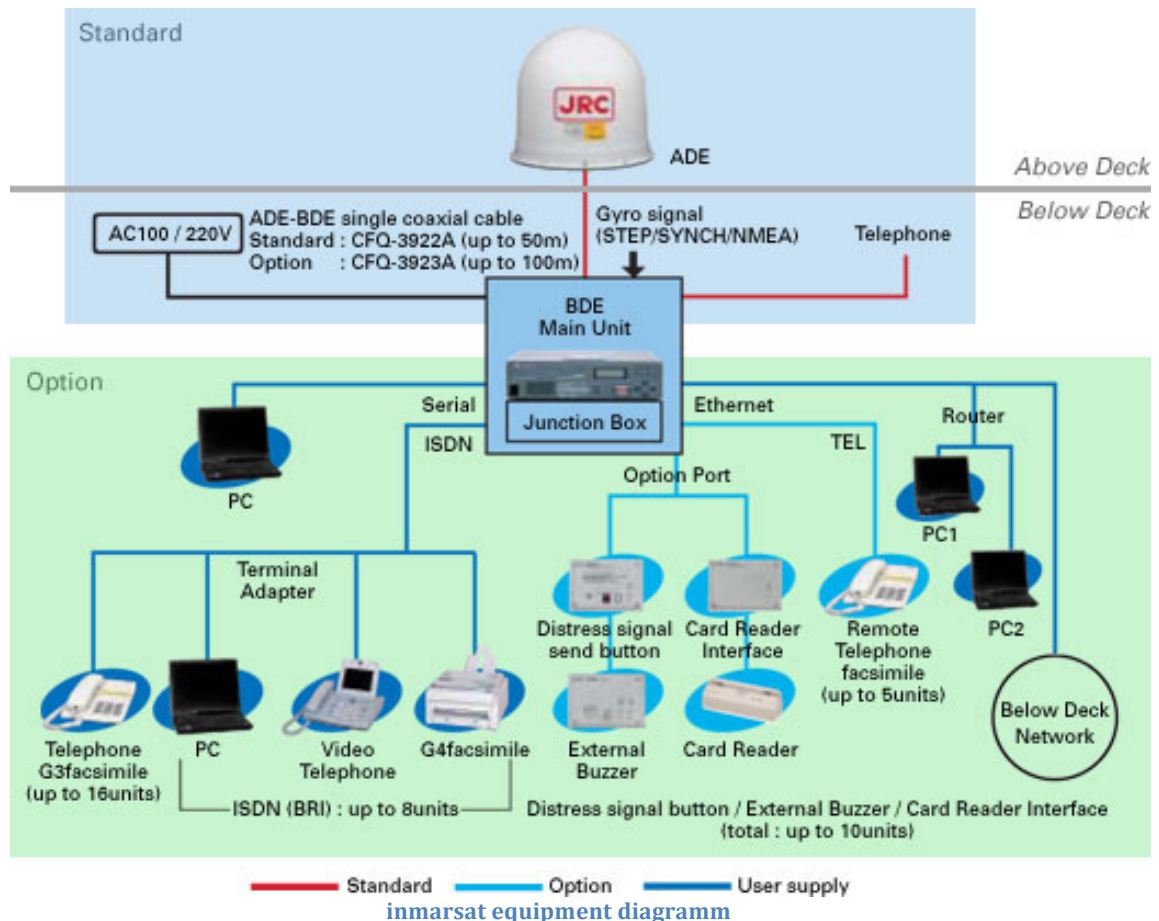 Standard
JRC
ADE
Above Deck
Below Deck
AC100 / 220V
ADE-BDE single coaxial cable
Standard : CFQ-3922A (up to 50m)
Option : CFQ-3923A (up to 100m)
Gyro signal
(STEP/SYNCH/NMEA)
Telephone
BDE
Main Unit
Junction Box
Option
Serial
ISDN
Ethernet
TEL
Router
PC
Option Port
PC1
PC2
Terminal
Adapter
Distress signal
send button
Card Reader
Interface
Remote
Telephone
facsimile
(up to 5units)
Telephone
G3facsimile
(up to 16units)
PC
Video
Telephone
G4facsimile
External
Buzzer
Card Reader
Below Deck
Network
ISDN (BRI) : up to 8units
Distress signal button / External Buzzer / Card Reader Interface
(total : up to 10units)
Standard
Option
User supply
inmarsat equipment diagramm